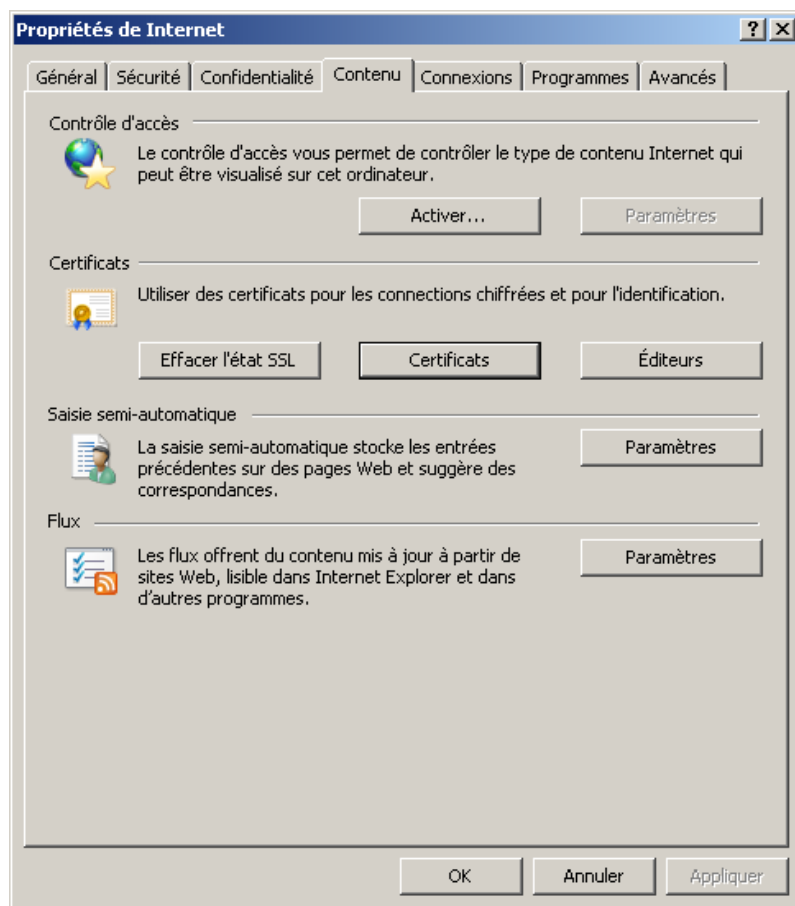 Propriétés de Internet
Général Sécurité Confidentialité Contenu Connexions Programmes Avancés
Contrôle d'accès
Le contrôle d'accès vous permet de contrôler le type de contenu Internet qui
peut être visualisé sur cet ordinateur.
Activer... Paramètres
Certificats
Utiliser des certificats pour les connections chiffrées et pour l'identification.
Effacer l'état SSL Certificats Éditeurs
Saisie semi-automatique
La saisie semi-automatique stocke les entrées
précédentes sur des pages Web et suggère des
correspondances.
Paramètres
Flux
Les flux offrent du contenu mis à jour à partir de
sites Web, lisible dans Internet Explorer et dans
d’autres programmes.
Paramètres
OK Annuler Appliquer